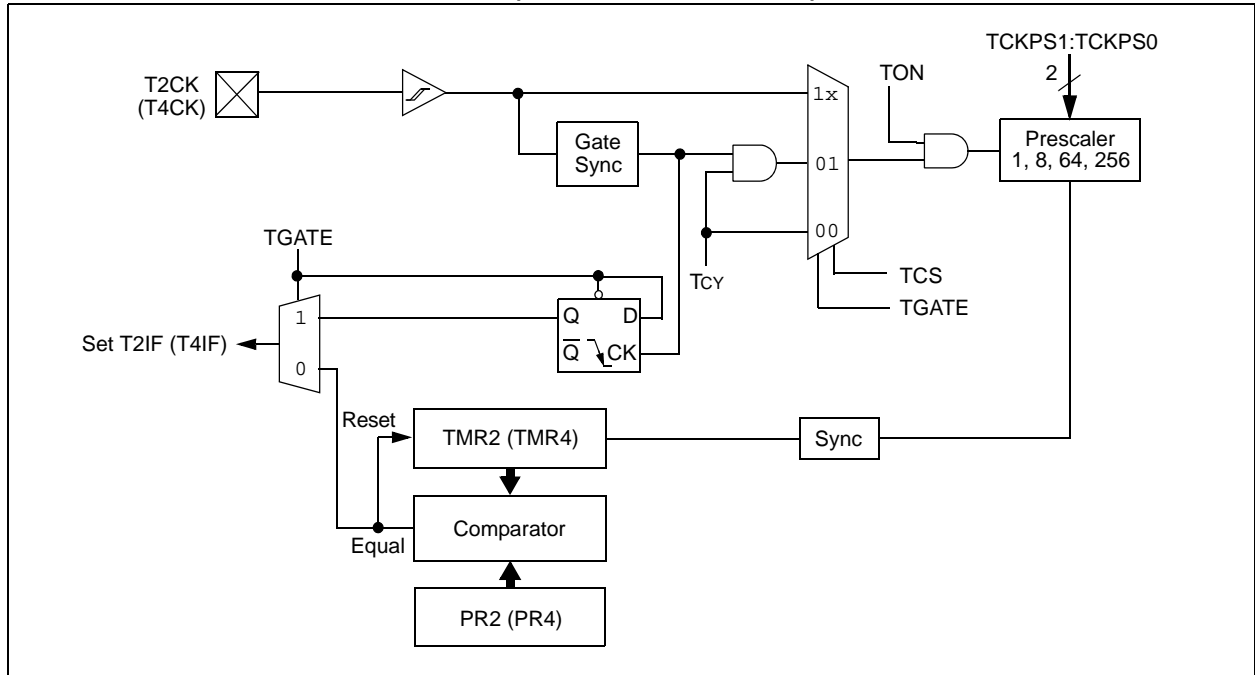 TCKPS1:TCKPS0
2
TON
T2CK
(T4CK)
1x
Prescaler
1, 8, 64, 256
Gate
Sync
01
00
TGATE
TCY
TCS
TGATE
1
Q
D
Set T2IF (T4IF)
Q
CK
0
Reset
TMR2 (TMR4)
Sync
Comparator
Equal
PR2 (PR4)